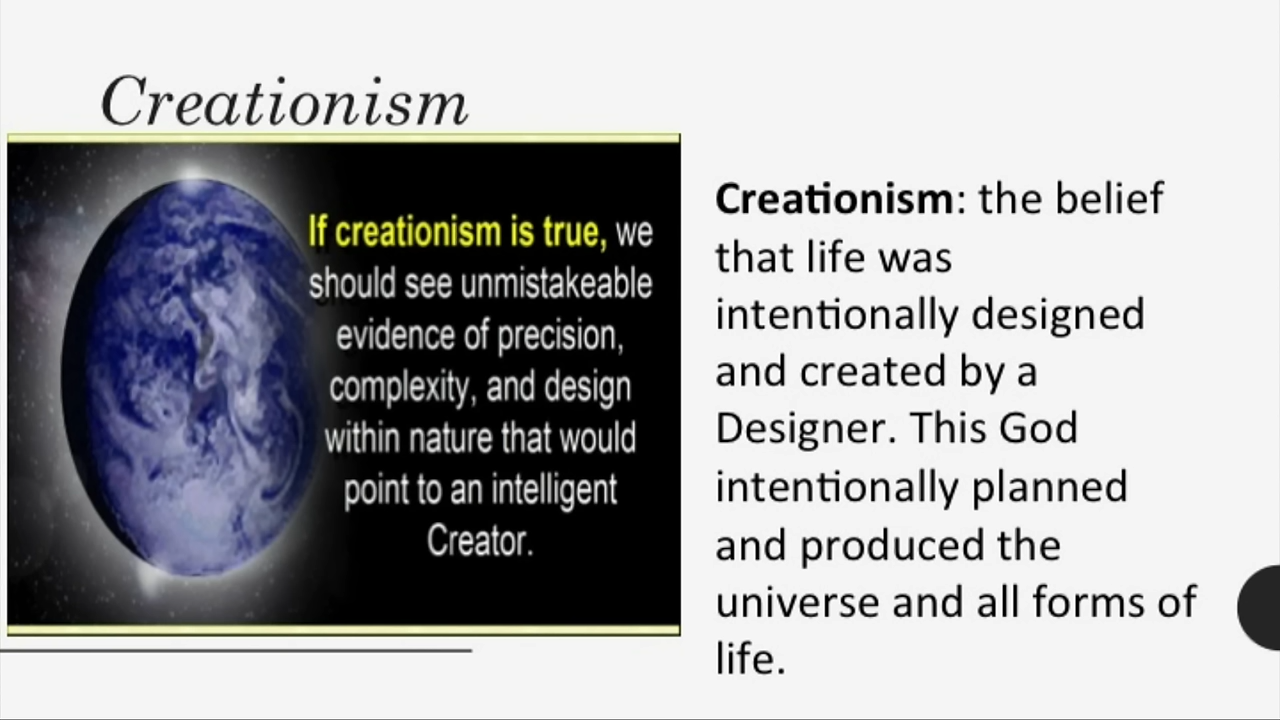 Creationism
If creationism is true, we
should see unmistakeable
evidence of precision,
complexity, and design
within nature that would
point to an intelligent
Creator.
Creationism: the belief
that life was
intentionally designed
and created by a
Designer. This God
intentionally planned
and produced the
universe and all forms of
life.